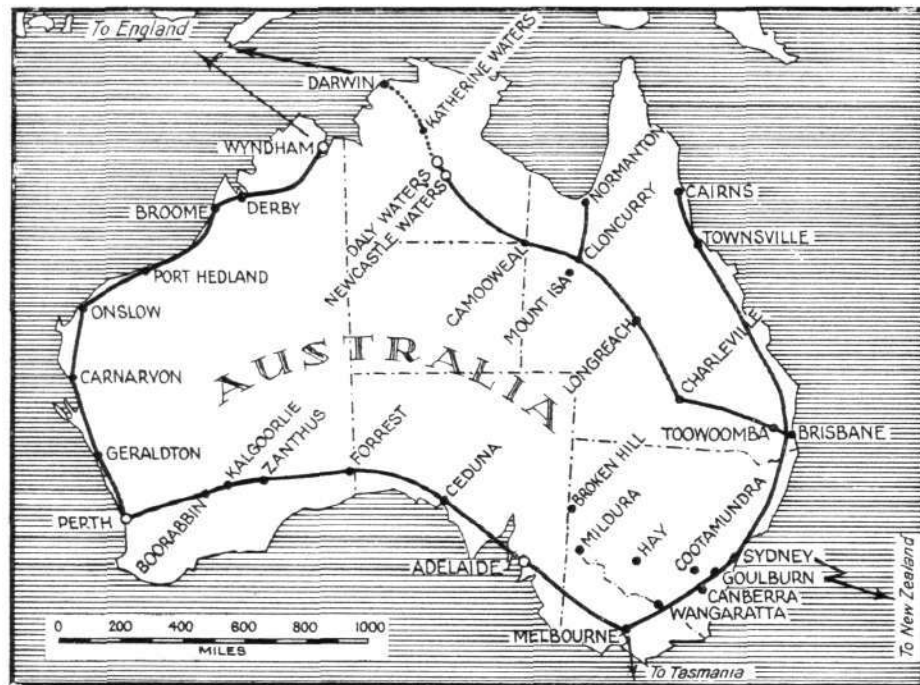 To England
DARWIN
KATHERINE WATERS
WYNDHAM
BROOME
DERBY
DALY WATERS
NEWCASTLE WATERS
NORMANTON
CLONCURRY
CAIRNS
TOWNSVILLE
PORT HEDLAND
CAMOOWEAL
MOUNT ISA
ONSLOW
LONGREACH
CHARLEVILLE
AUSTRALIA
CARNARVON
TOOWOOMBA
BRISBANE
GERALDTON
KALGOORLIE
ZANTHUS
FORREST
CEDUNA
BROKEN HILL
MILDURA
HAY
COOTAMUNDRA
PERTH
BOORABBIN
ADELAIDE
SYDNEY
GOULBURN
CANBERRA
WANGARATTA
MELBOURNE
To New Zealand
To Tasmania
0 200 400 600 800 1000
MILES